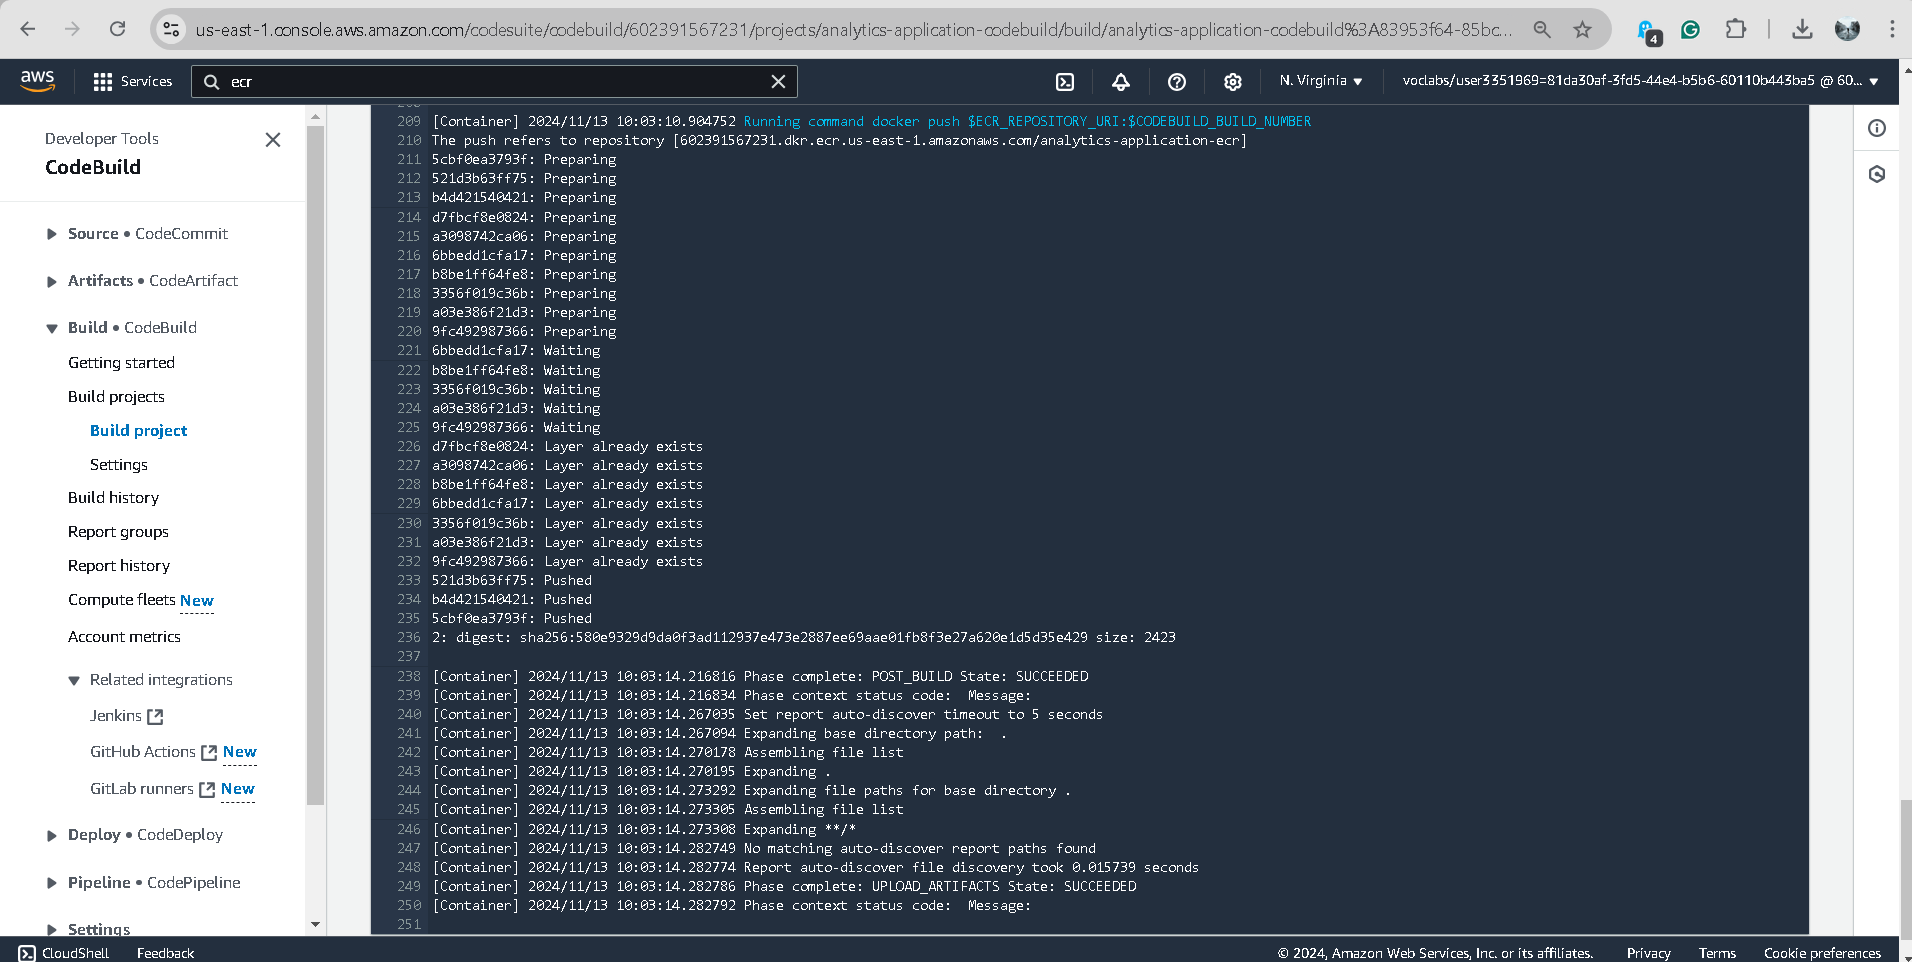 us-east-1.console.aws.amazon.com/codesuite/codebuild/602391567231/projects/analytics-application-codebuild/build/analytics-application-codebuild%3A83953f64-85bc...
4
aws
Services
ecr
N. Virginia
voclabs/user3351969=81da30af-3fd5-44e4-b5b6-60110b443ba5 @ 60...
Developer Tools
CodeBuild
Source • CodeCommit
Artifacts • CodeArtifact
Build • CodeBuild
Getting started
Build projects
Build project
Settings
Build history
Report groups
Report history
Compute fleets New
Account metrics
Related integrations
Jenkins
GitHub Actions New
GitLab runners New
Deploy • CodeDeploy
Pipeline • CodePipeline
Settings
209 [Container] 2024/11/13 10:03:10.904752 Running command docker push $ECR_REPOSITORY_URI:$CODEBUILD_BUILD_NUMBER
210 The push refers to repository [602391567231.dkr.ecr.us-east-1.amazonaws.com/analytics-application-ecr]
211 5cbf0ea3793f: Preparing
212 521d3b63ff75: Preparing
213 b4d421540421: Preparing
214 d7fbcf8e0824: Preparing
215 a3098742ca06: Preparing
216 6bbedd1cfa17: Preparing
217 b8be1ff64fe8: Preparing
218 3356f019c36b: Preparing
219 a03e386f21d3: Preparing
220 9fc492987366: Preparing
221 6bbedd1cfa17: Waiting
222 b8be1ff64fe8: Waiting
223 3356f019c36b: Waiting
224 a03e386f21d3: Waiting
225 9fc492987366: Waiting
226 d7fbcf8e0824: Layer already exists
227 a3098742ca06: Layer already exists
228 b8be1ff64fe8: Layer already exists
229 6bbedd1cfa17: Layer already exists
230 3356f019c36b: Layer already exists
231 a03e386f21d3: Layer already exists
232 9fc492987366: Layer already exists
233 521d3b63ff75: Pushed
234 b4d421540421: Pushed
235 5cbf0ea3793f: Pushed
236 2: digest: sha256:580e9329d9da0f3ad112937e473e2887ee69aae01fb8f3e27a620e1d5d35e429 size: 2423
237
238 [Container] 2024/11/13 10:03:14.216816 Phase complete: POST_BUILD State: SUCCEEDED
239 [Container] 2024/11/13 10:03:14.216834 Phase context status code:  Message:
240 [Container] 2024/11/13 10:03:14.267035 Set report auto-discover timeout to 5 seconds
241 [Container] 2024/11/13 10:03:14.267094 Expanding base directory path:  .
242 [Container] 2024/11/13 10:03:14.270178 Assembling file list
243 [Container] 2024/11/13 10:03:14.270195 Expanding .
244 [Container] 2024/11/13 10:03:14.273292 Expanding file paths for base directory .
245 [Container] 2024/11/13 10:03:14.273305 Assembling file list
246 [Container] 2024/11/13 10:03:14.273308 Expanding **/*
247 [Container] 2024/11/13 10:03:14.282749 No matching auto-discover report paths found
248 [Container] 2024/11/13 10:03:14.282774 Report auto-discover file discovery took 0.015739 seconds
249 [Container] 2024/11/13 10:03:14.282786 Phase complete: UPLOAD_ARTIFACTS State: SUCCEEDED
250 [Container] 2024/11/13 10:03:14.282792 Phase context status code:  Message:
251
CloudShell Feedback
© 2024, Amazon Web Services, Inc. or its affiliates. Privacy Terms Cookie preferences